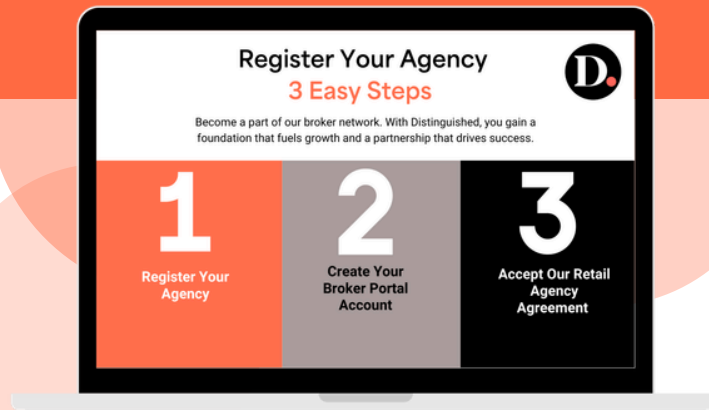 Register Your Agency
3 Easy Steps
D.
Become a part of our broker network. With Distinguished, you gain a
foundation that fuels growth and a partnership that drives success.
1
Register Your
Agency
2
Create Your
Broker Portal
Account
3
Accept Our Retail
Agency
Agreement